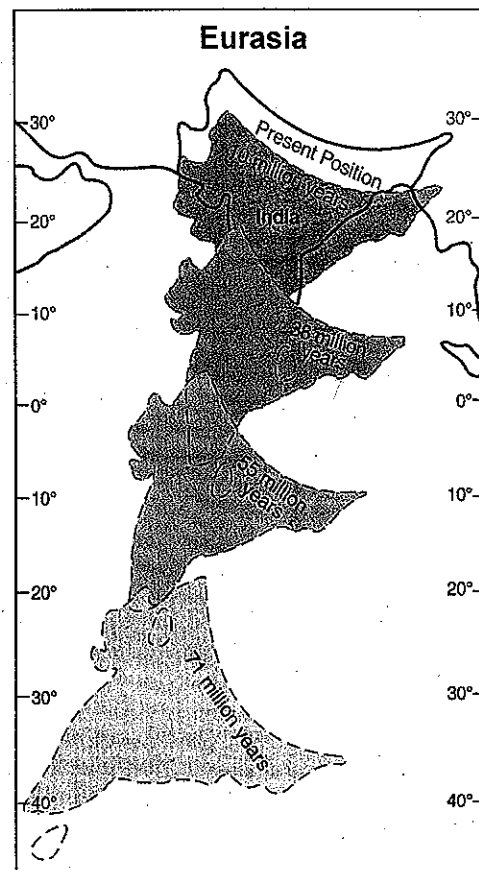 Eurasia
30°
30°
Present Position
10 million years
20°
India
20°
10°
10°
38 million
years
0°
0°
55 million
years
10°
10°
20°
20°
71 million years
30°
30°
40°
40°